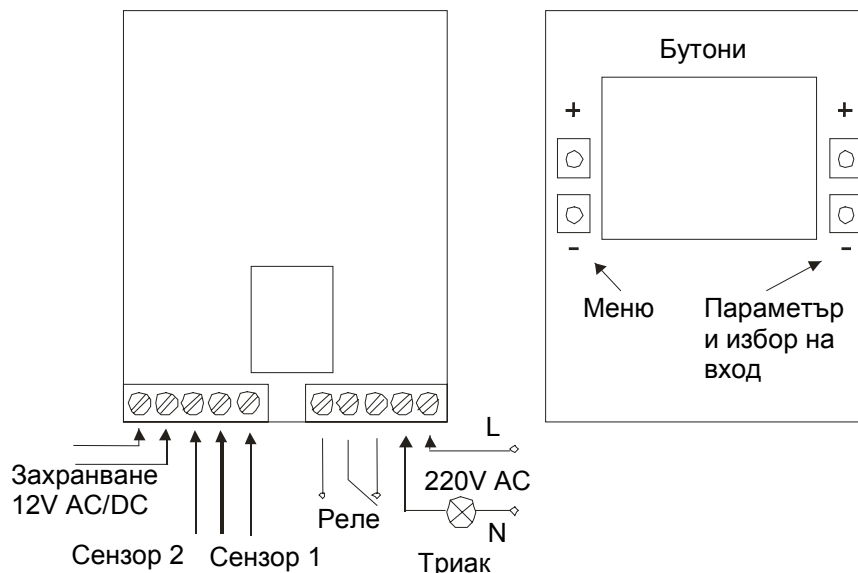 Бутони
+
+
-
-
Меню
Параметър
и избор на
вход
L
Захранване
12V AC/DC
220V AC
Реле
N
Сензор 2
Сензор 1
Триак